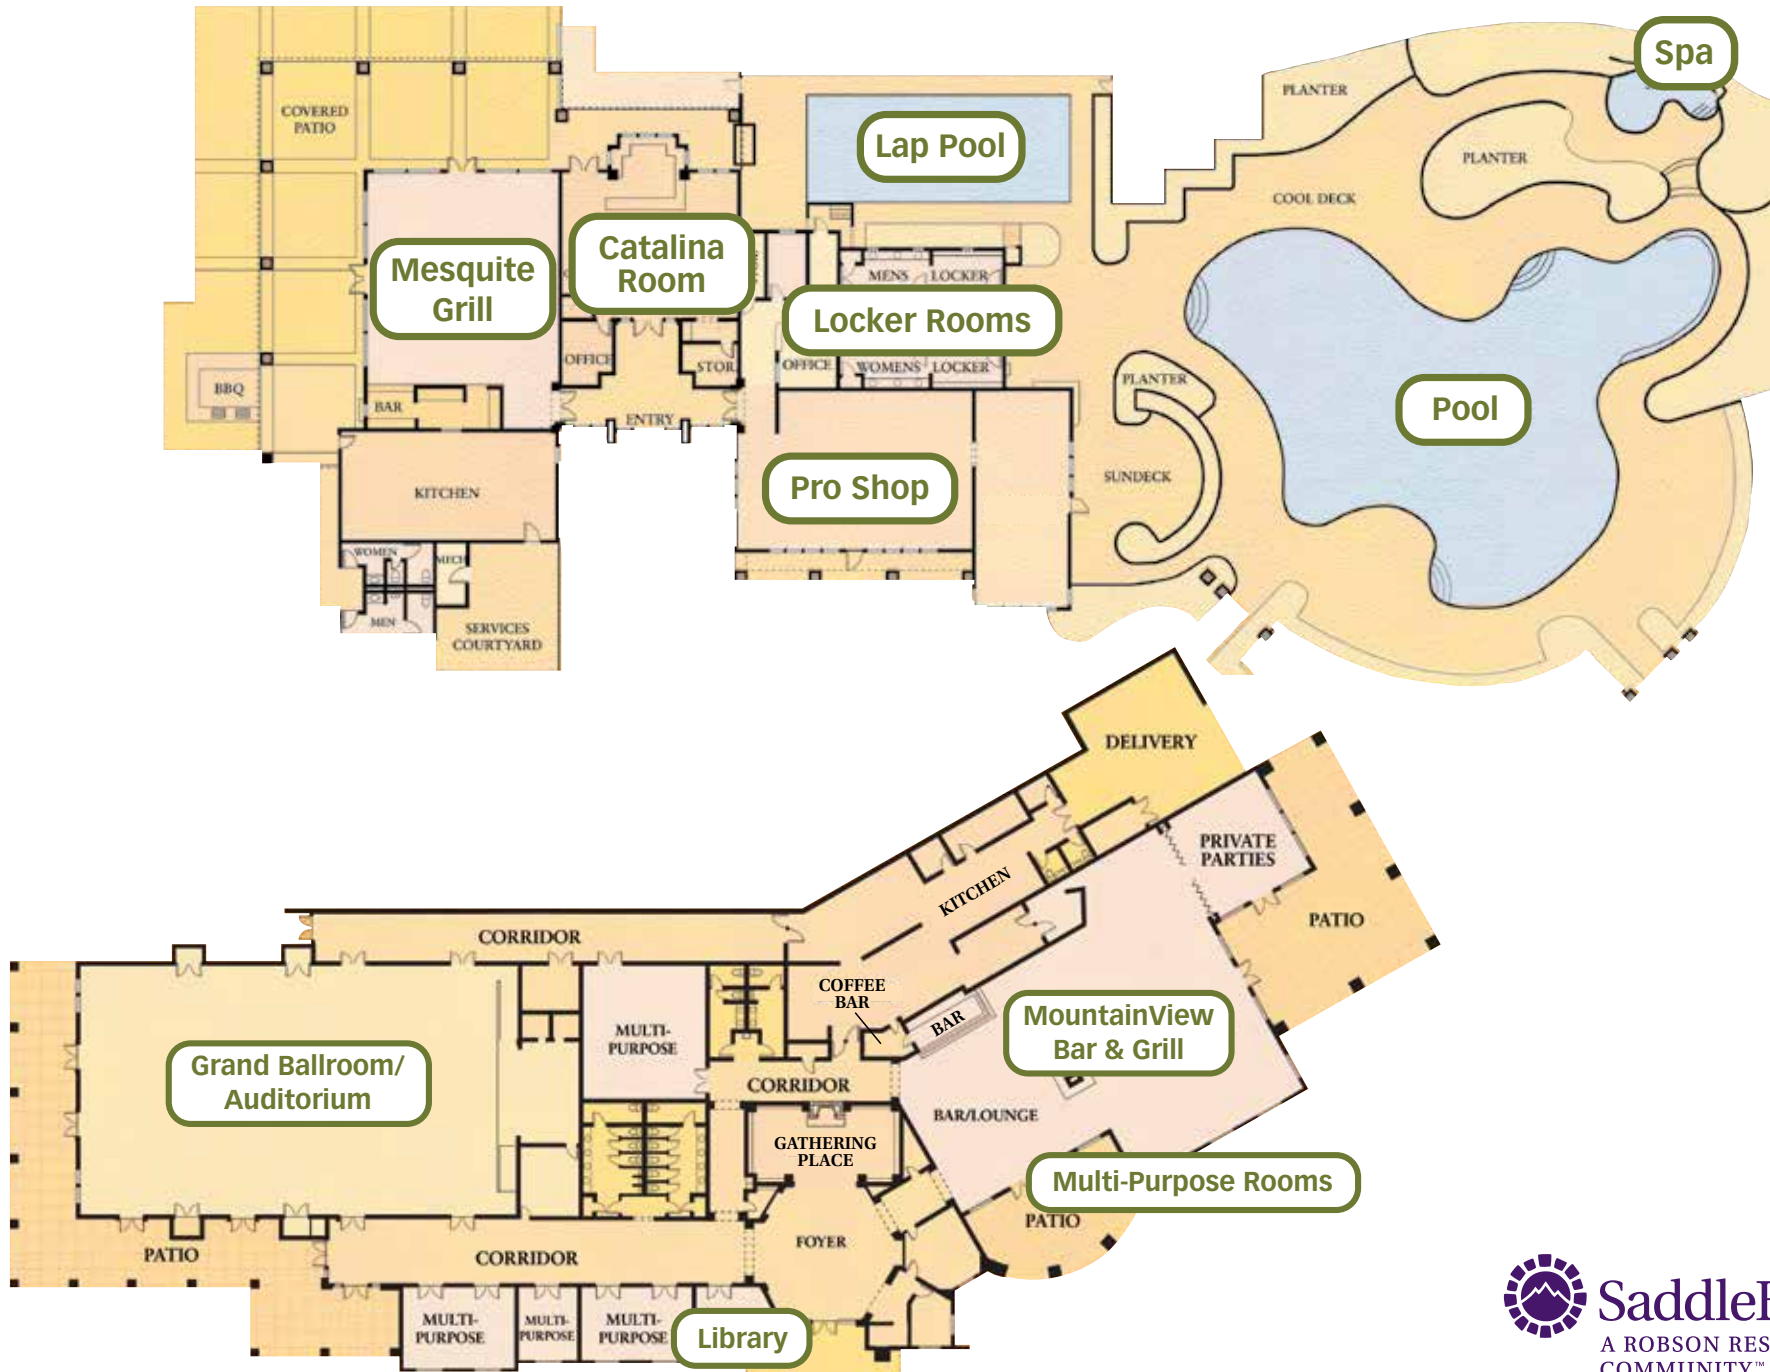 Spa
PLANTER
COVERED
PATIO
Lap Pool
PLANTER
COOL DECK
Catalina
Room
Mesquite
Grill
MENS
LOCKER
Locker Rooms
OFFICE
STOR
OFFICE
WOMENS
LOCKER
BBQ
BAR
ENTRY
PLANTER
Pool
KITCHEN
Pro Shop
SUNDECK
WOMEN
MECH
MEN
SERVICES
COURTYARD
DELIVERY
PRIVATE
PARTIES
KITCHEN
PATIO
CORRIDOR
COFFEE
BAR
BAR
MountainView
Bar & Grill
MULTI-
PURPOSE
Grand Ballroom/
Auditorium
CORRIDOR
BAR/LOUNGE
GATHERING
PLACE
Multi-Purpose Rooms
PATIO
FOYER
PATIO
CORRIDOR
MULTI-
PURPOSE
MULTI-
PURPOSE
MULTI-
PURPOSE
Library
Saddle
A ROBSON RES
COMMUNITY™